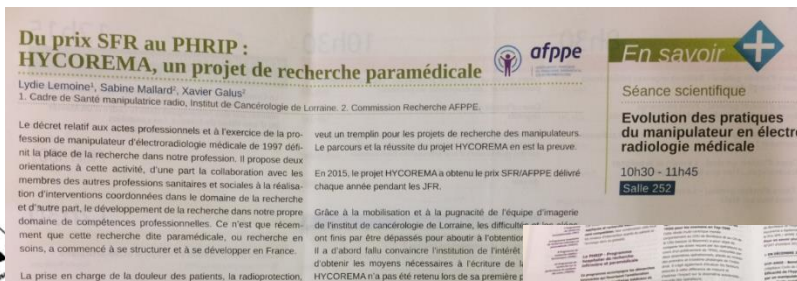 Du prix SFR au PHRIP :
HYCOREMA, un projet de recherche paramédicale
afppe
Lydie Lemoine¹, Sabine Mallard², Xavier Galus²
1. Cadre de Santé manipulatrice radio, Institut de Cancérologie de Lorraine. 2. Commission Recherche AFPPE.
Le décret relatif aux actes professionnels et à l'exercice de la pro-
fession de manipulateur d'électroradiologie médicale de 1997 défi-
nit la place de la recherche dans notre profession. Il propose deux
orientations à cette activité, d'une part la collaboration avec les
membres des autres professions sanitaires et sociales à la réalisa-
tion d'interventions coordonnées dans le domaine de la recherche
et d'autre part, le développement de la recherche dans notre propre
domaine de compétences professionnelles. Ce n'est que récem-
ment que cette recherche dite paramédicale, ou recherche en
soins, a commencé à se structurer et à se développer en France.
La prise en charge de la douleur des patients, la radioprotection,
veut un tremplin pour les projets de recherche des manipulateurs.
Le parcours et la réussite du projet HYCOREMA en est la preuve.
En 2015, le projet HYCOREMA a obtenu le prix SFR/AFPPE délivré
chaque année pendant les JFR.
Grâce à la mobilisation et à la pugnacité de l'équipe d'imagerie
de l'institut de cancérologie de Lorraine, les difficultés et
ont finis par être dépassés pour aboutir à l'obtention
Il a d'abord fallu convaincre l'institution de l'intérêt
d'obtenir les moyens nécessaires à l'écriture de
HYCOREMA n'a pas été retenu lors de sa première
En savoir +
Séance scientifique
Evolution des pratiques
du manipulateur en électro
radiologie médicale
10h30 - 11h45
Salle 252